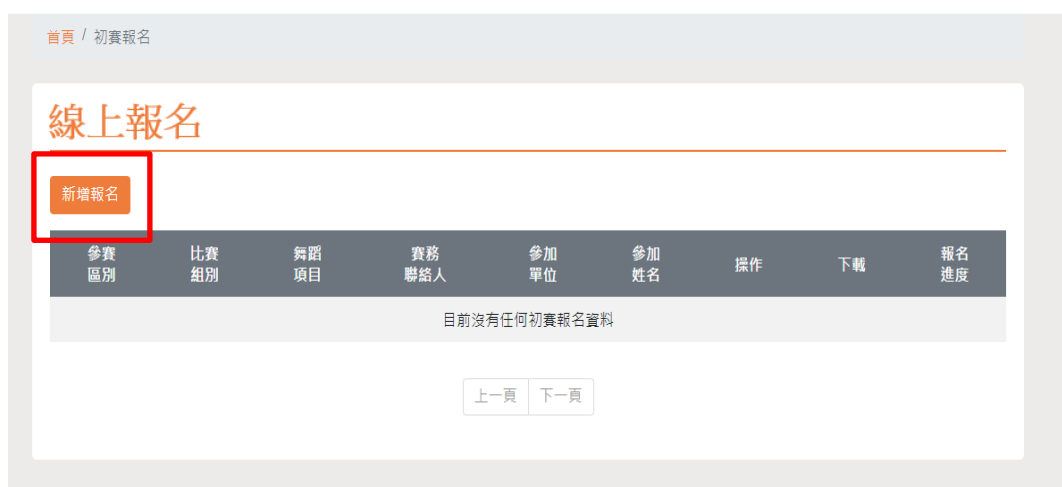 首頁 / 初賽報名
線上報名
新增報名
參賽 比賽 舞蹈 賽務 參加 參加 操作 下載 報名
區別 組別 項目 聯絡人 單位 姓名 進度
目前沒有任何初賽報名資料
上一頁 下一頁